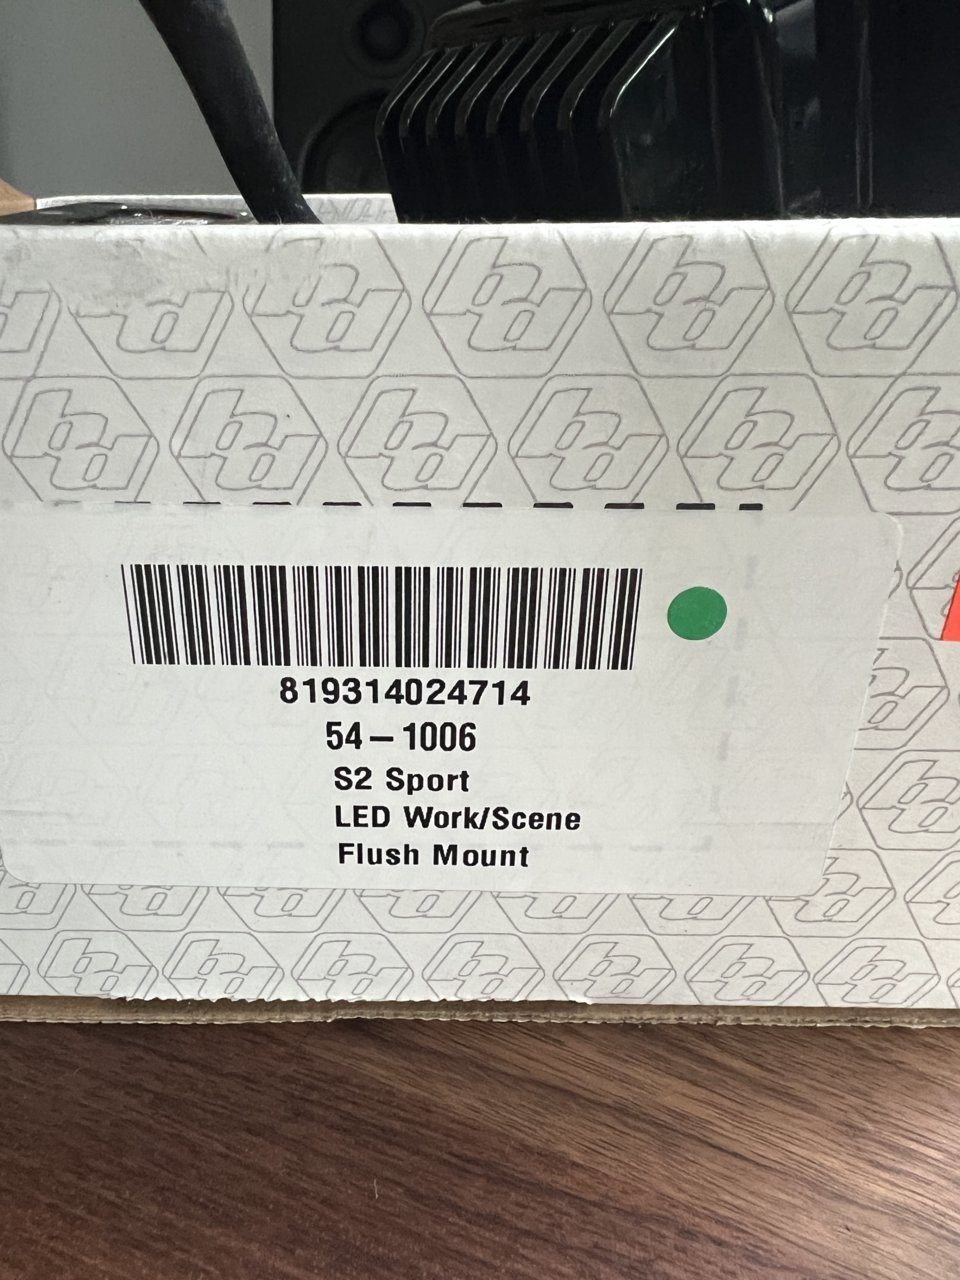 819314024714
54-1006
S2 Sport
LED Work/Scene
Flush Mount